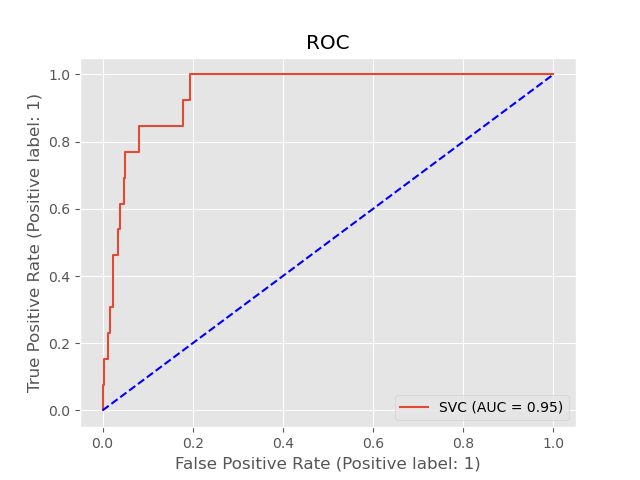 ROC
True Positive Rate (Positive label: 1)
1.0
0.8
0.6
0.4
0.2
0.0
SVC (AUC = 0.95)
0.0 0.2 0.4 0.6 0.8 1.0
False Positive Rate (Positive label: 1)